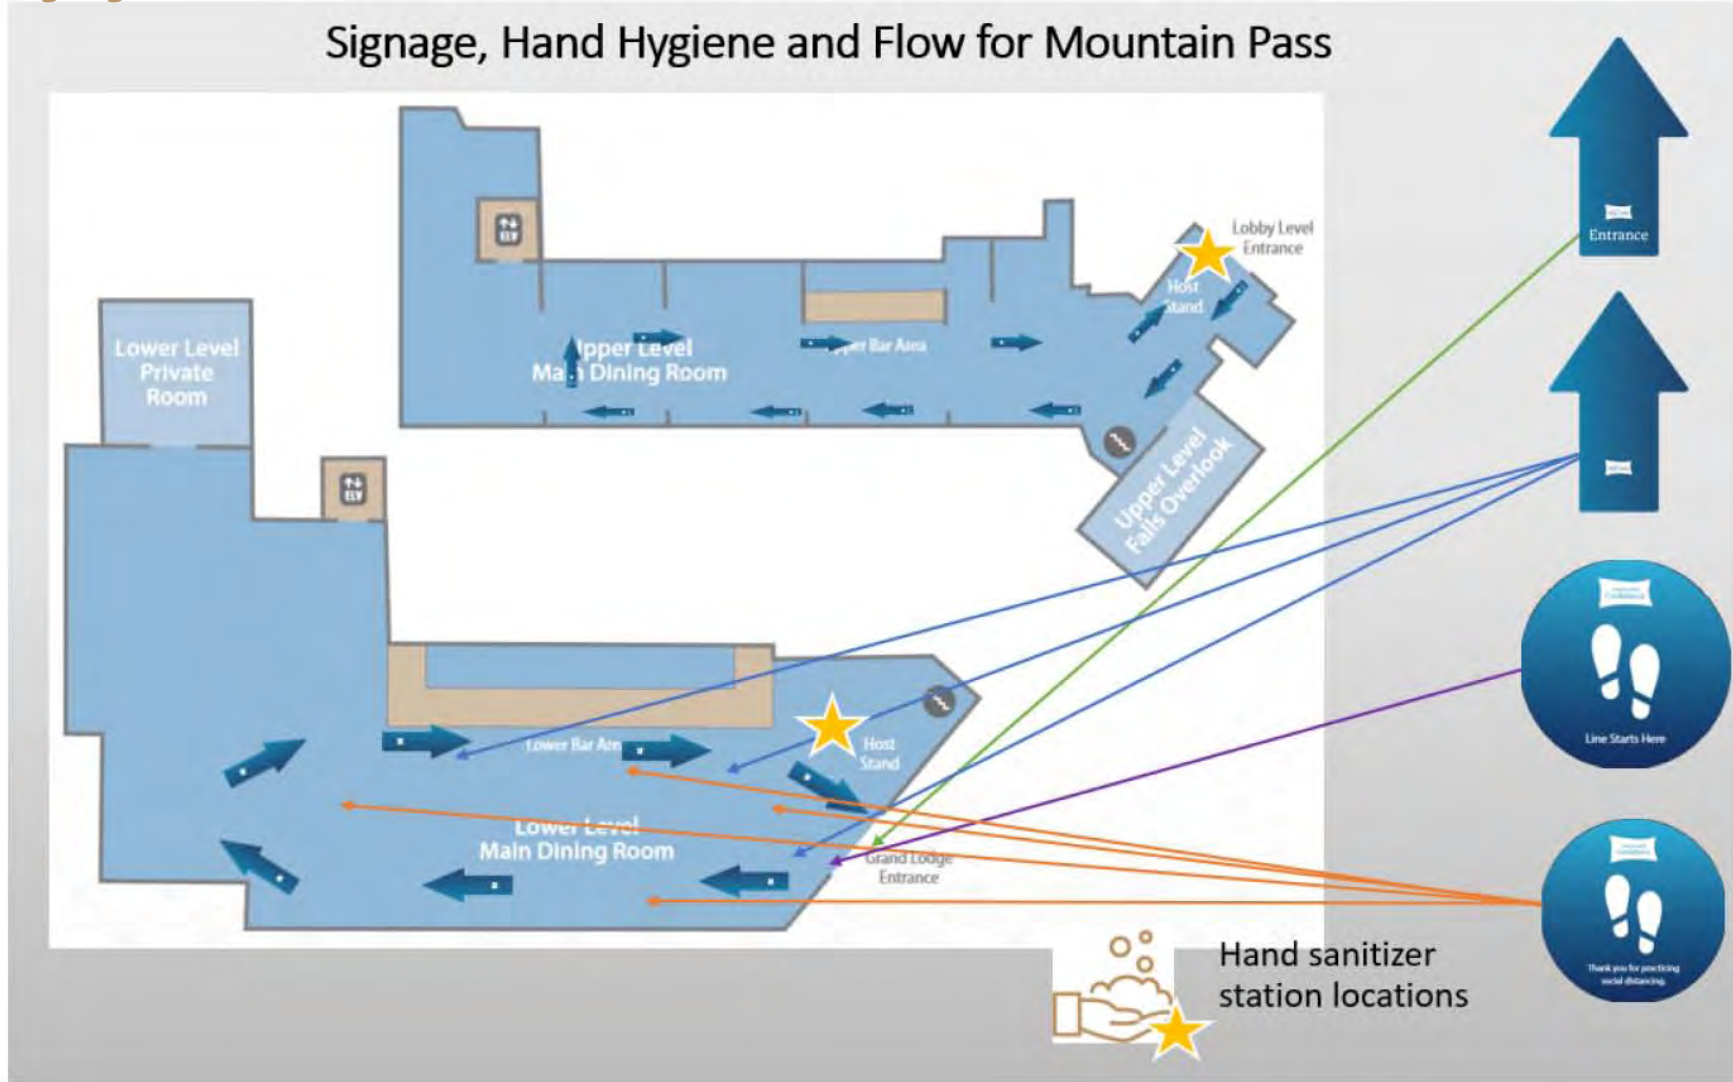 Signage, Hand Hygiene and Flow for Mountain Pass
Entrance
Lobby Level
Entrance
Host
Stand
ELV
Upper Level
Main Dining Room
Upper Bar Area
Lower Level
Private
Room
Upper Level
Falls Overlook
ELV
Line Starts Here
Lower Bar Area
Host
Stand
Lower Level
Main Dining Room
Grand Lodge
Entrance
Thank you for practicing
social distancing.
Hand sanitizer
station locations